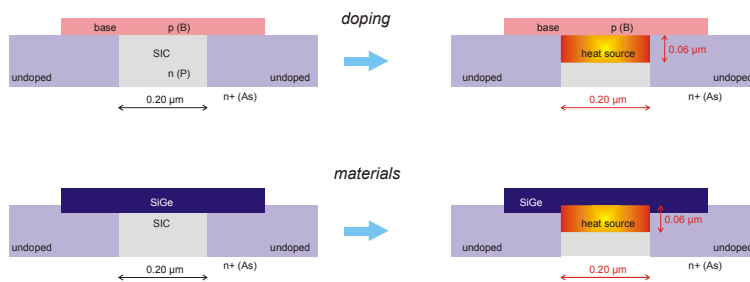 doping
base p (B)
SIC
n (P)
undoped undoped
n+ (As)
0.20 µm
base p (B)
heat source
0.06 µm
undoped undoped
n+ (As)
0.20 µm
materials
SiGe
SIC
undoped undoped
n+ (As)
0.20 µm
SiGe
heat source
0.06 µm
undoped undoped
n+ (As)
0.20 µm